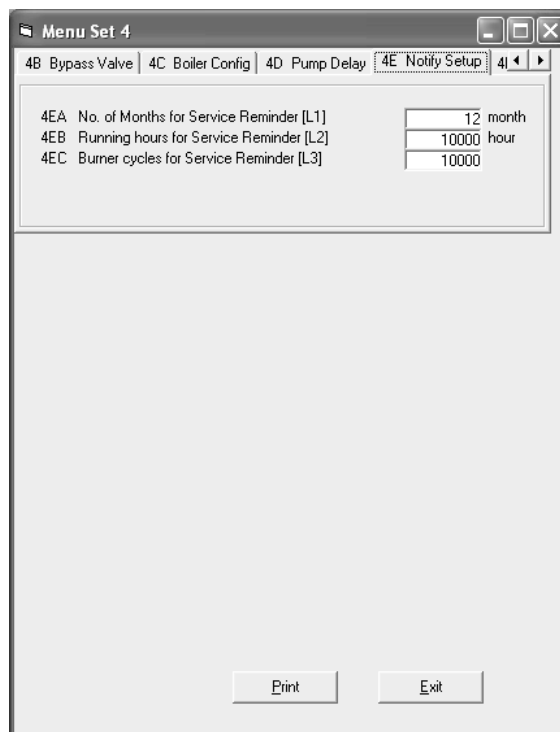 Menu Set 4
4B Bypass Valve 4C Boiler Config 4D Pump Delay 4E Notify Setup
4EA No. of Months for Service Reminder [L1] 12 month
4EB Running hours for Service Reminder [L2] 10000 hour
4EC Burner cycles for Service Reminder [L3] 10000
Print Exit